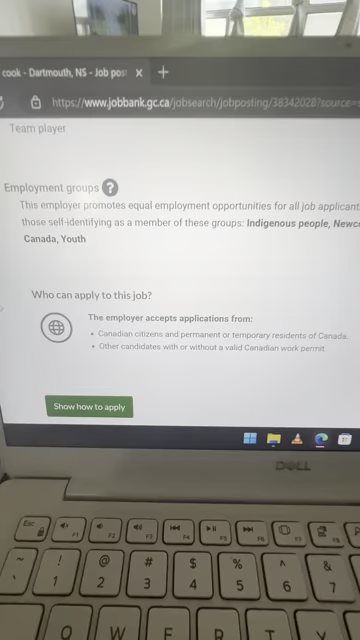 cook - Dartmouth, NS - Job pos
https://www.jobbank.gc.ca/jobsearch/jobposting/38342028?source=
Team player
Employment groups ?
This employer promotes equal employment opportunities for all job applicant
those self-identifying as a member of these groups: Indigenous people, Newc
Canada, Youth
Who can apply to this job?
The employer accepts applications from:
• Canadian citizens and permanent or temporary residents of Canada
• Other candidates with or without a valid Canadian work permit
Show how to apply
DELL
Esc F1 F2 F3 F4 F5 F6 F7 F8
~ ! @ # $ % ^ &
1 2 3 4 5 6 7
Q W E R T Y